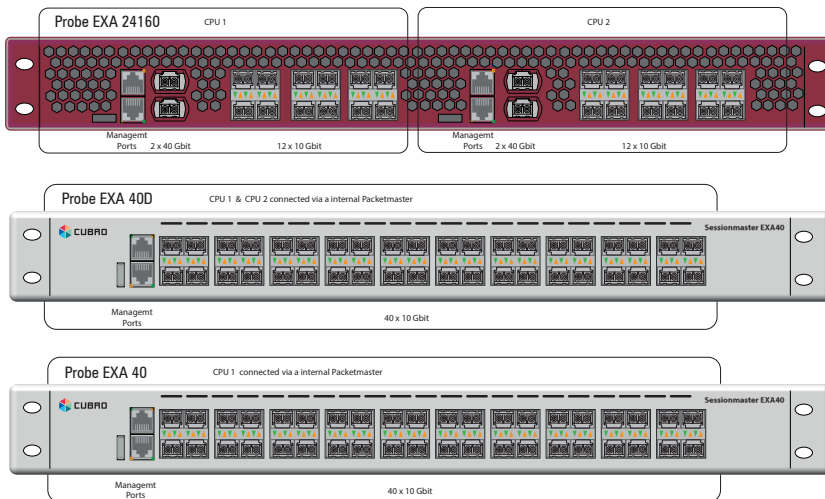 Probe EXA 24160
CPU 1
CPU 2
Managemt
Ports
2 x 40 Gbit
12 x 10 Gbit
Managemt
Ports
2 x 40 Gbit
12 x 10 Gbit
Probe EXA 40D
CPU 1 & CPU 2 connected via a internal Packetmaster
CUBRO
Sessionmaster EXA40
Managemt
Ports
40 x 10 Gbit
Probe EXA 40
CPU 1 connected via a internal Packetmaster
CUBRO
Sessionmaster EXA40
Managemt
Ports
40 x 10 Gbit